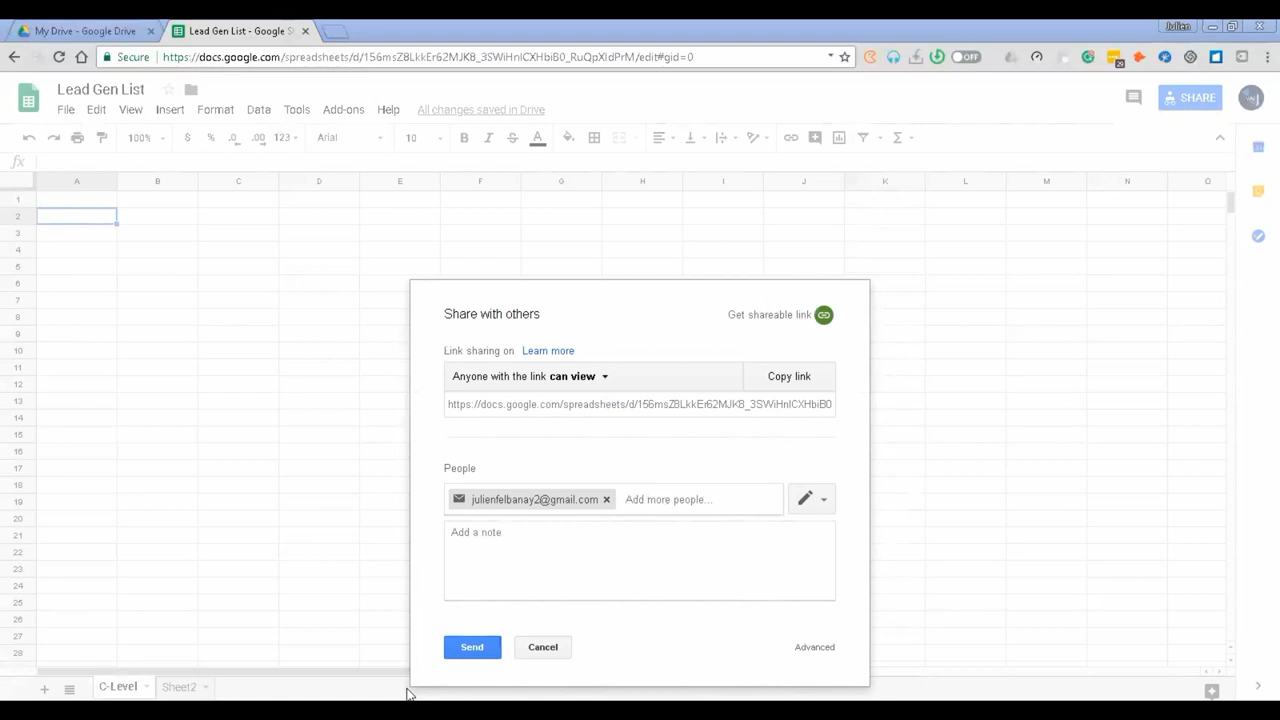 My Drive - Google Drive
Lead Gen List - Google S
Julien
Secure
https://docs.google.com/spreadsheets/d/156msZ8LkkEr62MJK8_3SWiHnlCXHbiB0_RuQpXldPrM/edit#gid=0
OFF
29
Lead Gen List
File Edit View Insert Format Data Tools Add-ons Help All changes saved in Drive
SHARE
100% $ % .0 .00 123 Arial 10 B I S A Σ
fx
A B C D E F G H I J K L M N O
1
2
3
4
5
6
7
8
9
10
11
12
13
14
15
16
17
18
19
20
21
22
23
24
25
26
27
28
Share with others
Get shareable link
Link sharing on Learn more
Anyone with the link can view
Copy link
https://docs.google.com/spreadsheets/d/156msZ8LkkEr62MJK8_3SWiHnlCXHbiB0
People
julienfelbanay2@gmail.com × Add more people...
Add a note
Send
Cancel
Advanced
C-Level
Sheet2